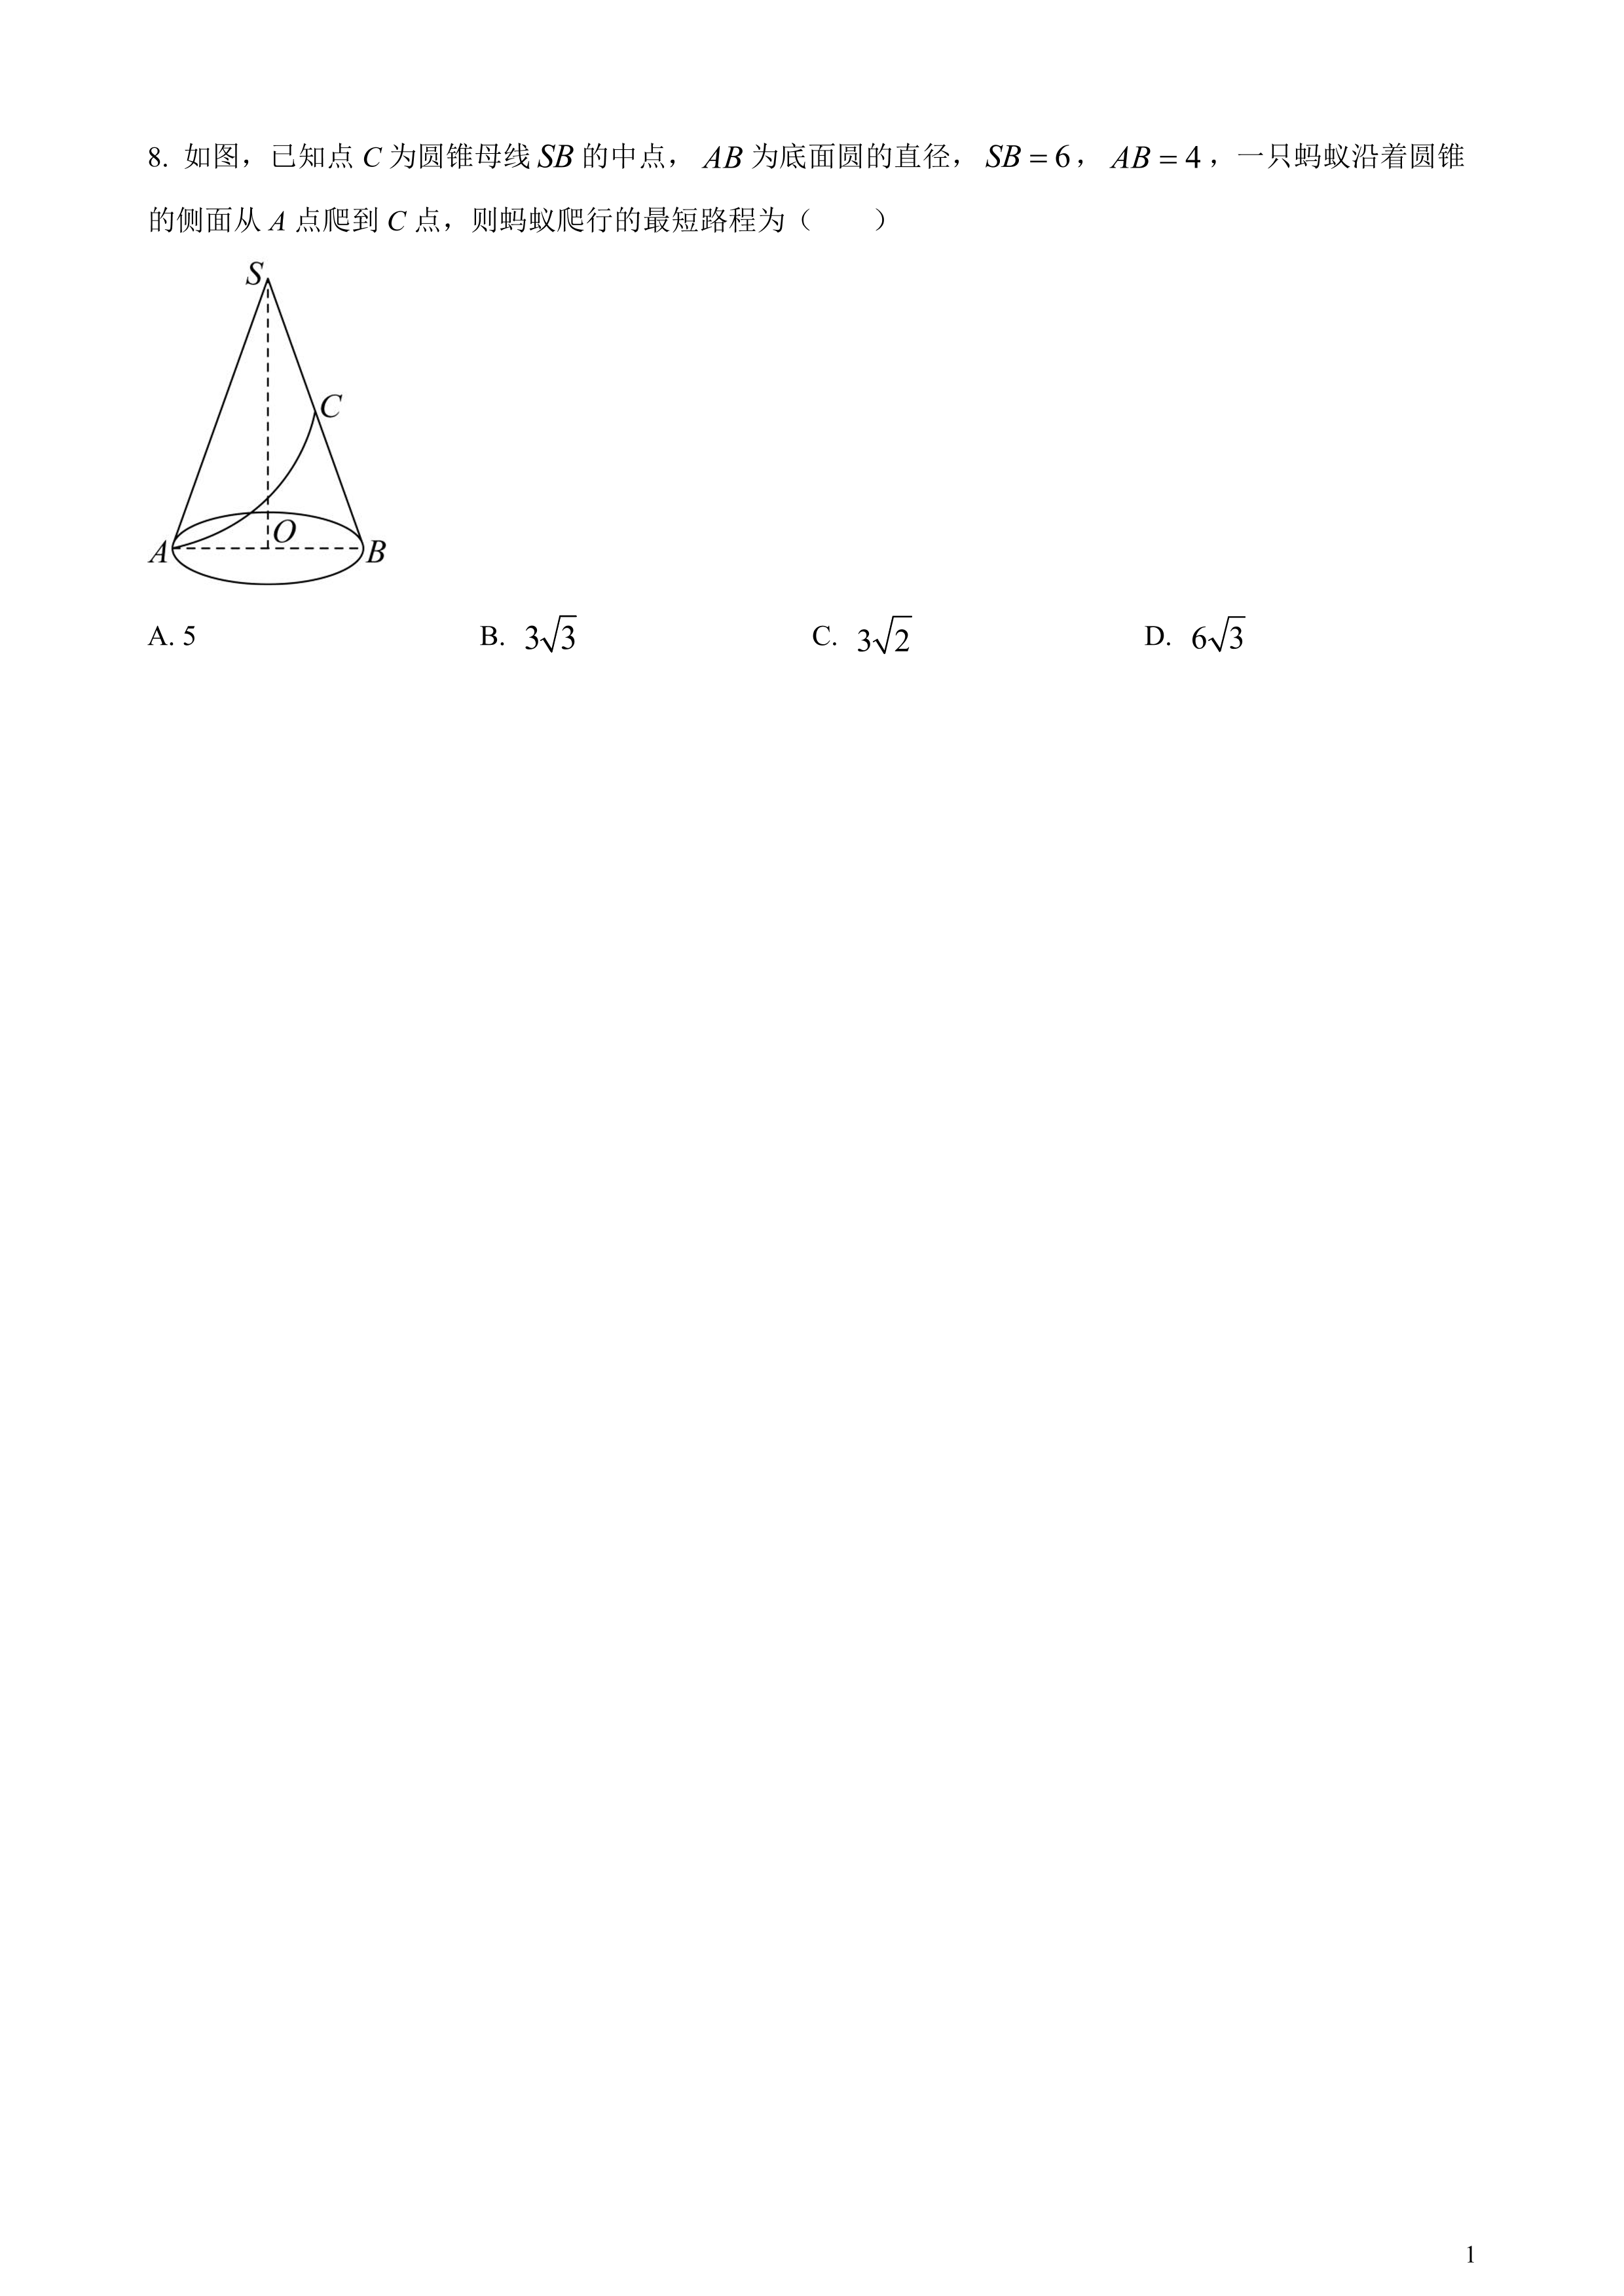 8. 如图，已知点 C 为圆锥母线 SB 的中点， AB 为底面圆的直径， SB = 6 ， AB = 4 ，一只蚂蚁沿着圆锥
的侧面从 A 点爬到 C 点，则蚂蚁爬行的最短路程为（　　）
S
C
O
A
B
A. 5 B. 3√3 C. 3√2 D. 6√3
1